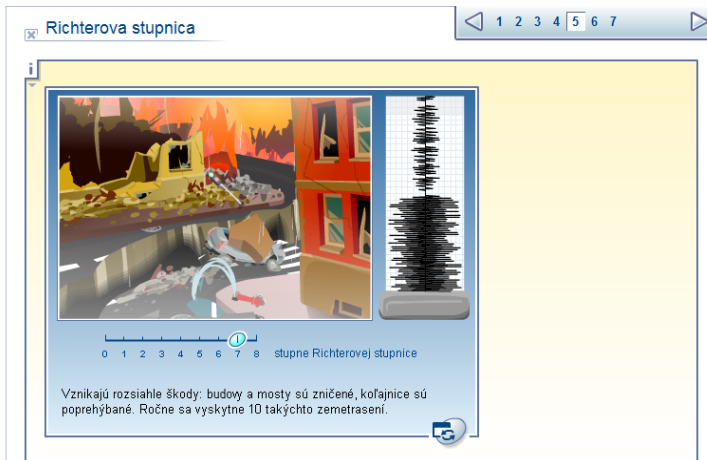 Richterova stupnica
1 2 3 4 5 6 7
i
0 1 2 3 4 5 6 7 8 stupne Richterovej stupnice
Vznikajú rozsiahle škody: budovy a mosty sú zničené, koľajnice sú
poprehýbané. Ročne sa vyskytne 10 takýchto zemetrasení.